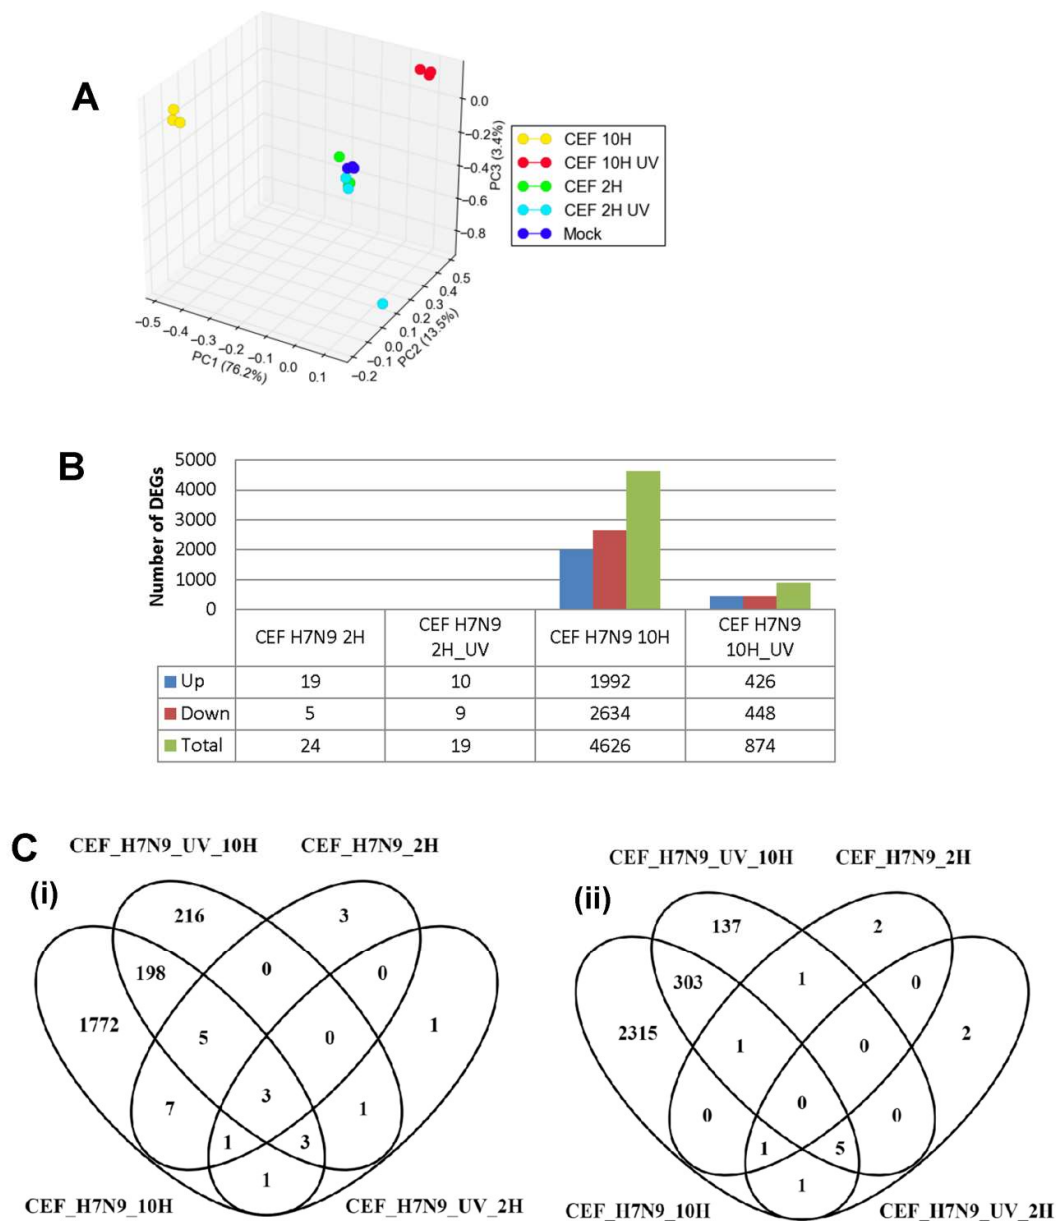 A
0.0
−0.2
−0.4
−0.6
−0.8
PC3 (3.4%)
CEF 10H
CEF 10H UV
CEF 2H
CEF 2H UV
Mock
−0.5
−0.4
−0.3
−0.2
−0.1
0.0
0.1
PC1 (76.2%)
−0.2
−0.1
0.0
0.1
0.2
0.3
0.4
0.5
PC2 (13.5%)
B
Number of DEGs
5000
4000
3000
2000
1000
0
CEF H7N9 2H CEF H7N9 2H_UV CEF H7N9 10H CEF H7N9 10H_UV
Up 19 10 1992 426
Down 5 9 2634 448
Total 24 19 4626 874
C
(i)
CEF_H7N9_UV_10H CEF_H7N9_2H
216 3
198 0 0
1772 5 0 1
7 3 1
1 3
1
CEF_H7N9_10H CEF_H7N9_UV_2H
(ii)
CEF_H7N9_UV_10H CEF_H7N9_2H
137 2
303 1 0
2315 1 0 2
0 0 0
1 5
1
CEF_H7N9_10H CEF_H7N9_UV_2H